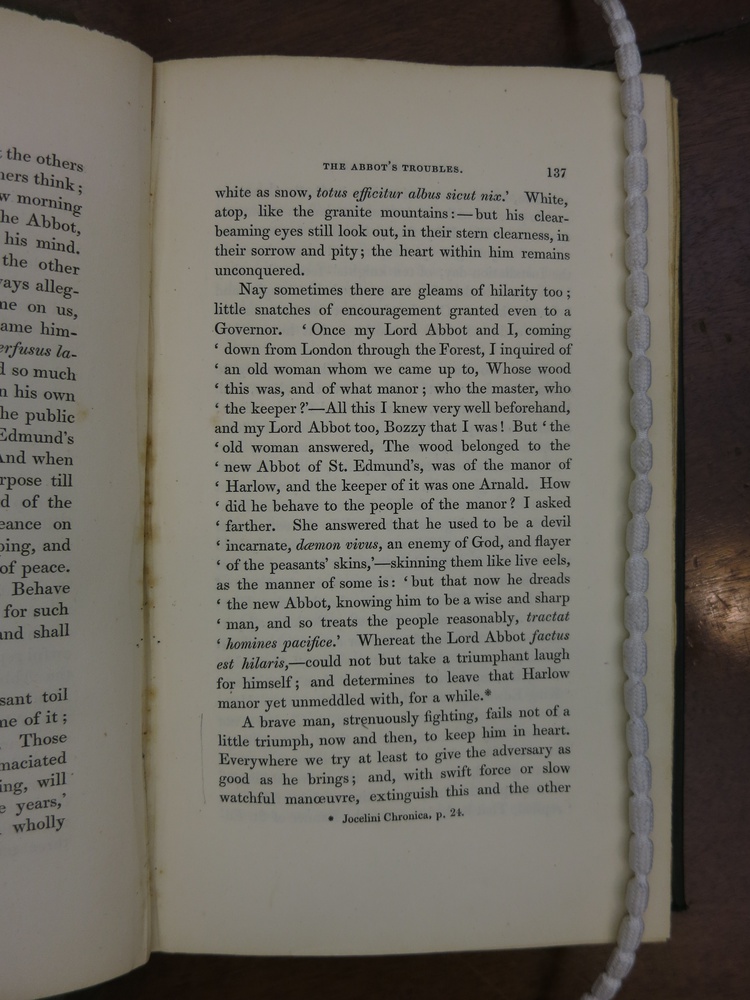 the others
ners think;
w morning
he Abbot,
his mind.
the other
ways alleg-
ne on us,
ame him-
erfusus la-
d so much
n his own
he public
Edmund's
And when
rpose till
d of the
eance on
ping, and
of peace.
Behave
for such
and shall
sant toil
ne of it;
Those
maciated
ing, will
e years,'
wholly
THE ABBOT'S TROUBLES. 137
white as snow, totus efficitur albus sicut nix.' White,
atop, like the granite mountains:—but his clear-
beaming eyes still look out, in their stern clearness, in
their sorrow and pity; the heart within him remains
unconquered.
Nay sometimes there are gleams of hilarity too;
little snatches of encouragement granted even to a
Governor. 'Once my Lord Abbot and I, coming
'down from London through the Forest, I inquired of
'an old woman whom we came up to, Whose wood
'this was, and of what manor; who the master, who
'the keeper?'—All this I knew very well beforehand,
and my Lord Abbot too, Bozzy that I was! But 'the
'old woman answered, The wood belonged to the
'new Abbot of St. Edmund's, was of the manor of
'Harlow, and the keeper of it was one Arnald. How
'did he behave to the people of the manor? I asked
'farther. She answered that he used to be a devil
'incarnate, dæmon vivus, an enemy of God, and flayer
'of the peasants' skins,'—skinning them like live eels,
as the manner of some is: 'but that now he dreads
'the new Abbot, knowing him to be a wise and sharp
'man, and so treats the people reasonably, tractat
'homines pacifice.' Whereat the Lord Abbot factus
est hilaris,—could not but take a triumphant laugh
for himself; and determines to leave that Harlow
manor yet unmeddled with, for a while.*
A brave man, strenuously fighting, fails not of a
little triumph, now and then, to keep him in heart.
Everywhere we try at least to give the adversary as
good as he brings; and, with swift force or slow
watchful manœuvre, extinguish this and the other
* Jocelini Chronica, p. 24.